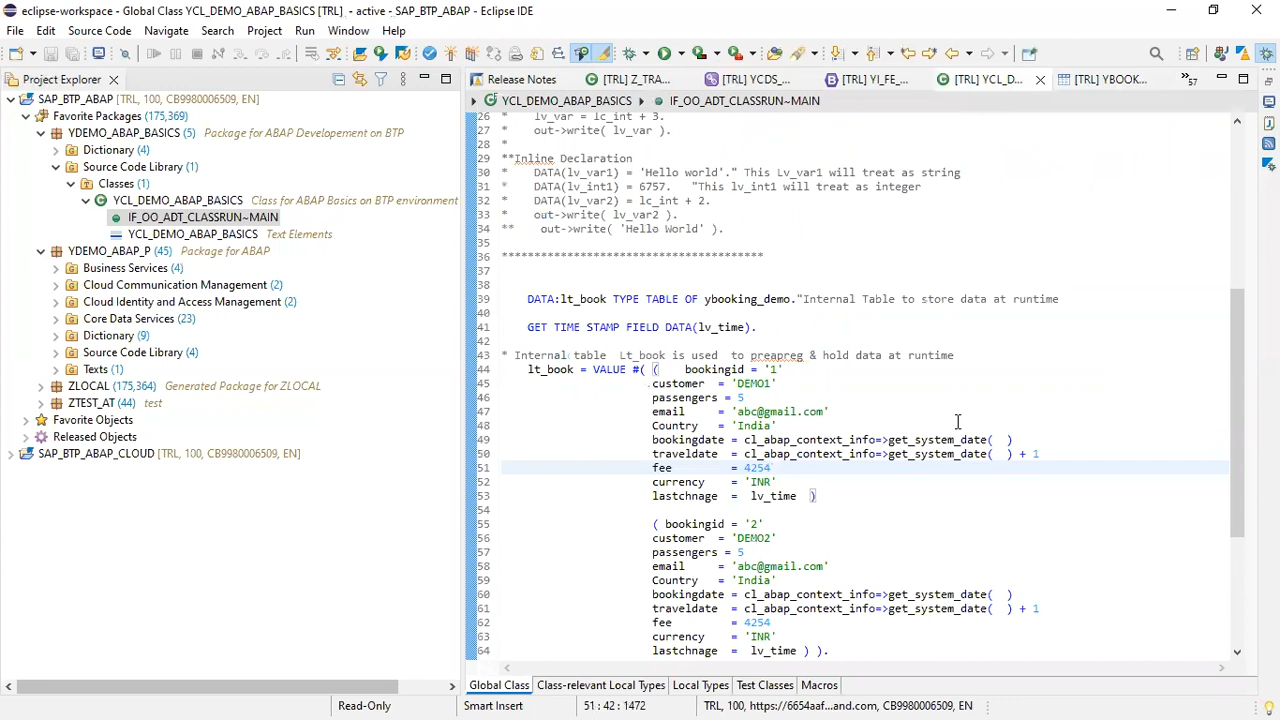 eclipse-workspace - Global Class YCL_DEMO_ABAP_BASICS [TRL] - active - SAP_BTP_ABAP - Eclipse IDE
File Edit Source Code Navigate Search Project Run Window Help
Project Explorer
SAP_BTP_ABAP [TRL, 100, CB9980006509, EN]
Favorite Packages (175,369)
YDEMO_ABAP_BASICS (5) Package for ABAP Developement on BTP
Dictionary (4)
Source Code Library (1)
Classes (1)
YCL_DEMO_ABAP_BASICS Class for ABAP Basics on BTP environment
IF_OO_ADT_CLASSRUN~MAIN
YCL_DEMO_ABAP_BASICS Text Elements
YDEMO_ABAP_P (45) Package for ABAP
Business Services (4)
Cloud Communication Management (2)
Cloud Identity and Access Management (2)
Core Data Services (23)
Dictionary (9)
Source Code Library (4)
Texts (1)
ZLOCAL (175,364) Generated Package for ZLOCAL
ZTEST_AT (44) test
Favorite Objects
Released Objects
SAP_BTP_ABAP_CLOUD [TRL, 100, CB9980006509, EN]
Release Notes [TRL] Z_TRA... [TRL] YCDS_... [TRL] YI_FE_... [TRL] YCL_D... [TRL] YBOOK... »57
YCL_DEMO_ABAP_BASICS IF_OO_ADT_CLASSRUN~MAIN
26 * lv_var = lc_int + 3.
27 * out->write( lv_var ).
28 *
29 **Inline Declaration
30 * DATA(lv_var1) = 'Hello world'." This Lv_var1 will treat as string
31 * DATA(lv_int1) = 6757. "This lv_int1 will treat as integer
32 * DATA(lv_var2) = lc_int + 2.
33 * out->write( lv_var2 ).
34 ** out->write( 'Hello World' ).
35
36 ****************************************
37
38
39 DATA:lt_book TYPE TABLE OF ybooking_demo."Internal Table to store data at runtime
40
41 GET TIME STAMP FIELD DATA(lv_time).
42
43 * Internal table Lt_book is used to preapreg & hold data at runtime
44 lt_book = VALUE #( ( bookingid = '1'
45 customer = 'DEMO1'
46 passengers = 5
47 email = 'abc@gmail.com'
48 Country = 'India'
49 bookingdate = cl_abap_context_info=>get_system_date( )
50 traveldate = cl_abap_context_info=>get_system_date( ) + 1
51 fee = 4254
52 currency = 'INR'
53 lastchnage = lv_time )
54
55 ( bookingid = '2'
56 customer = 'DEMO2'
57 passengers = 5
58 email = 'abc@gmail.com'
59 Country = 'India'
60 bookingdate = cl_abap_context_info=>get_system_date( )
61 traveldate = cl_abap_context_info=>get_system_date( ) + 1
62 fee = 4254
63 currency = 'INR'
64 lastchnage = lv_time ) ).
Global Class Class-relevant Local Types Local Types Test Classes Macros
Read-Only Smart Insert 51 : 42 : 1472 TRL, 100, https://6654aaf...and.com, CB9980006509, EN